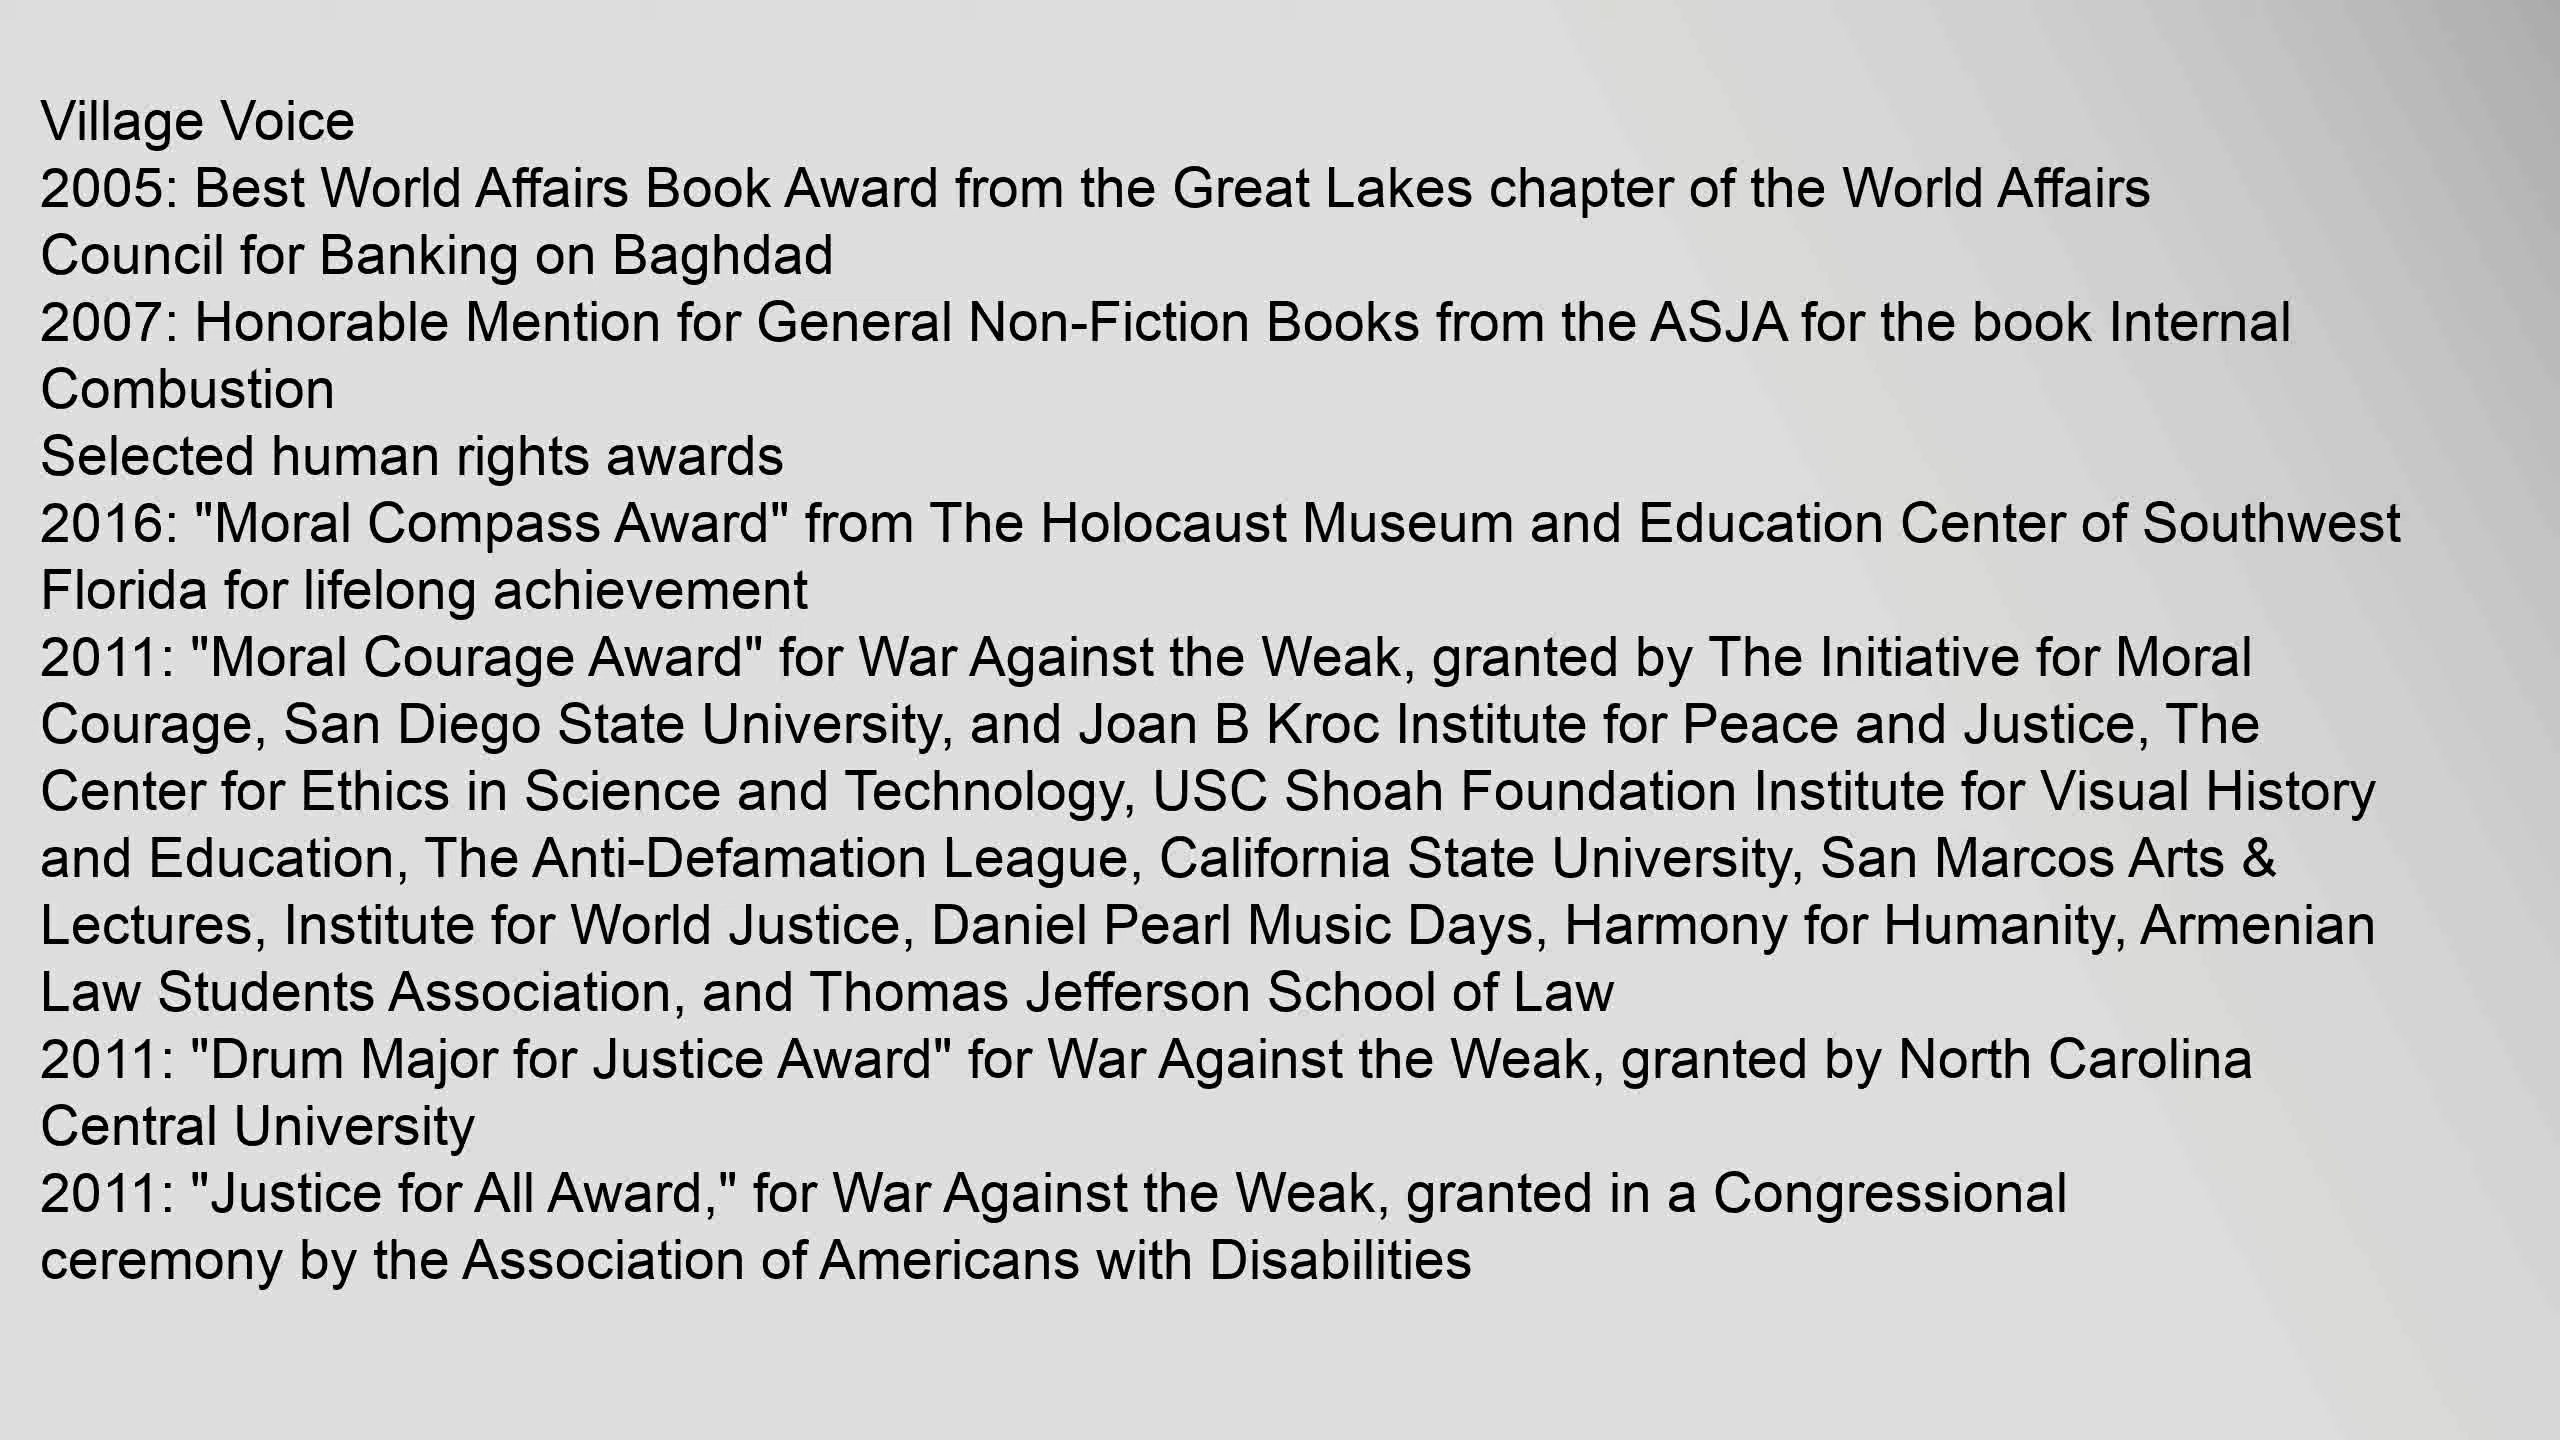 Village Voice
2005: Best World Affairs Book Award from the Great Lakes chapter of the World Affairs
Council for Banking on Baghdad
2007: Honorable Mention for General Non-Fiction Books from the ASJA for the book Internal
Combustion
Selected human rights awards
2016: "Moral Compass Award" from The Holocaust Museum and Education Center of Southwest
Florida for lifelong achievement
2011: "Moral Courage Award" for War Against the Weak, granted by The Initiative for Moral
Courage, San Diego State University, and Joan B Kroc Institute for Peace and Justice, The
Center for Ethics in Science and Technology, USC Shoah Foundation Institute for Visual History
and Education, The Anti-Defamation League, California State University, San Marcos Arts &
Lectures, Institute for World Justice, Daniel Pearl Music Days, Harmony for Humanity, Armenian
Law Students Association, and Thomas Jefferson School of Law
2011: "Drum Major for Justice Award" for War Against the Weak, granted by North Carolina
Central University
2011: "Justice for All Award," for War Against the Weak, granted in a Congressional
ceremony by the Association of Americans with Disabilities